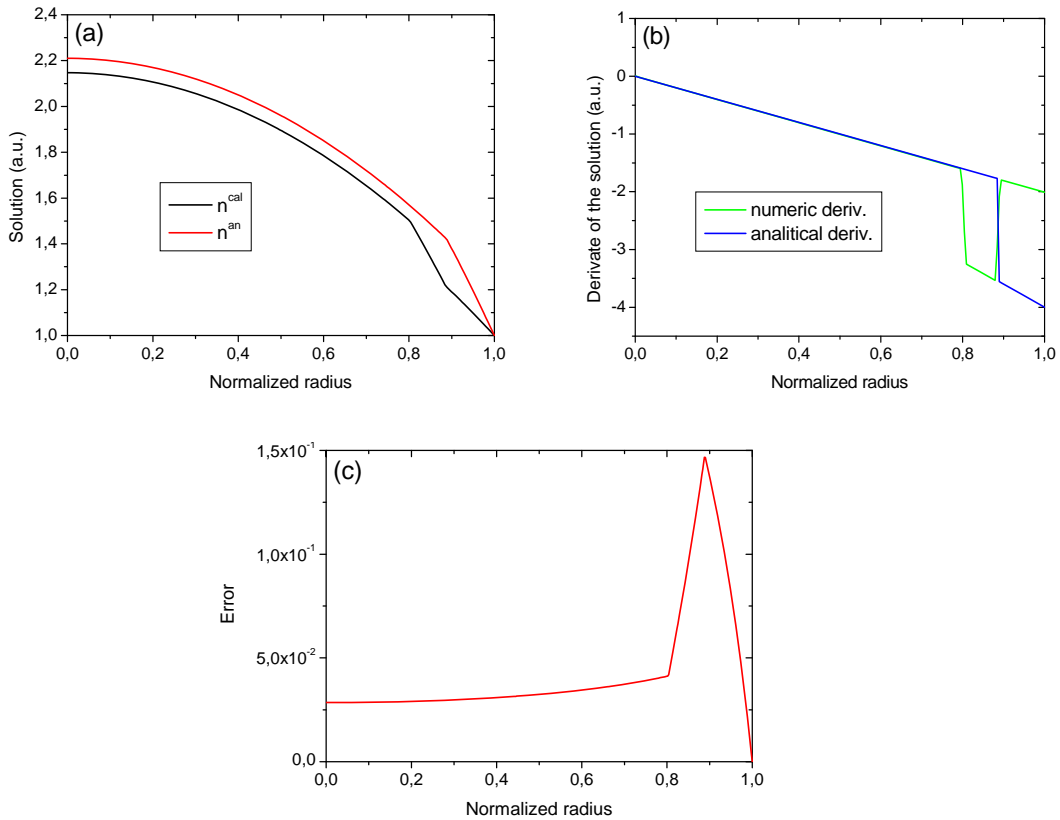 (a)
2,4
2,2
2,0
1,8
1,6
1,4
1,2
1,0
Solution (a.u.)
n^cal
n^an
0,0 0,2 0,4 0,6 0,8 1,0
Normalized radius
(b)
1
0
-1
-2
-3
-4
Derivate of the solution (a.u.)
numeric deriv.
analitical deriv.
0,0 0,2 0,4 0,6 0,8 1,0
Normalized radius
(c)
1,5x10^-1
1,0x10^-1
5,0x10^-2
0,0
Error
0,0 0,2 0,4 0,6 0,8 1,0
Normalized radius